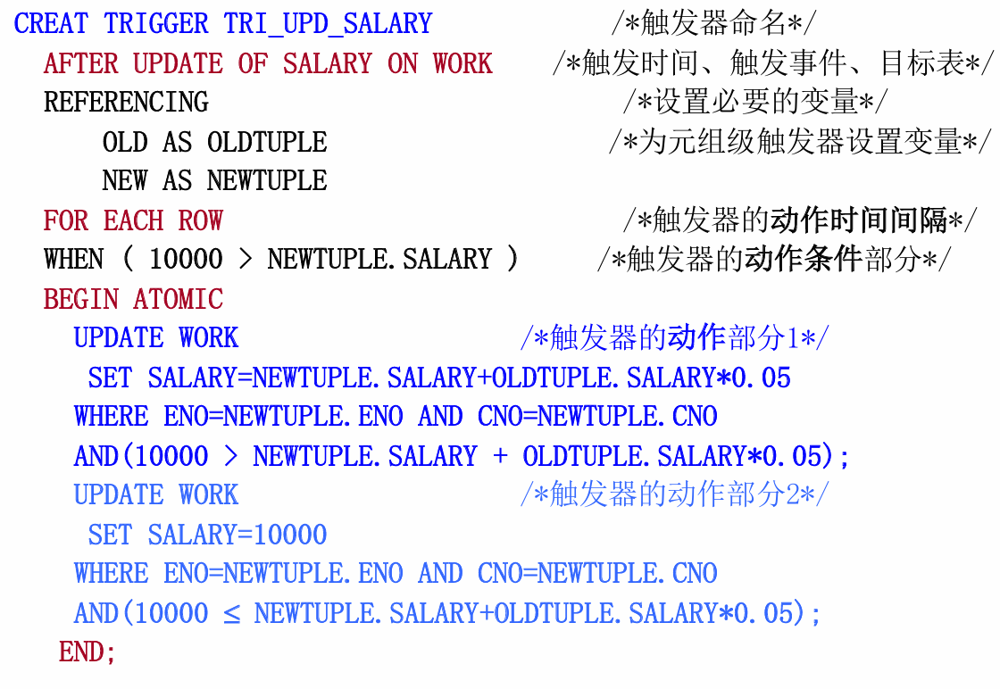 CREAT TRIGGER TRI_UPD_SALARY /*触发器命名*/
AFTER UPDATE OF SALARY ON WORK /*触发时间、触发事件、目标表*/
REFERENCING /*设置必要的变量*/
OLD AS OLDTUPLE /*为元组级触发器设置变量*/
NEW AS NEWTUPLE
FOR EACH ROW /*触发器的动作时间间隔*/
WHEN ( 10000 > NEWTUPLE.SALARY ) /*触发器的动作条件部分*/
BEGIN ATOMIC
UPDATE WORK /*触发器的动作部分1*/
SET SALARY=NEWTUPLE.SALARY+OLDTUPLE.SALARY*0.05
WHERE ENO=NEWTUPLE.ENO AND CNO=NEWTUPLE.CNO
AND(10000 > NEWTUPLE.SALARY + OLDTUPLE.SALARY*0.05);
UPDATE WORK /*触发器的动作部分2*/
SET SALARY=10000
WHERE ENO=NEWTUPLE.ENO AND CNO=NEWTUPLE.CNO
AND(10000 ≤ NEWTUPLE.SALARY+OLDTUPLE.SALARY*0.05);
END;